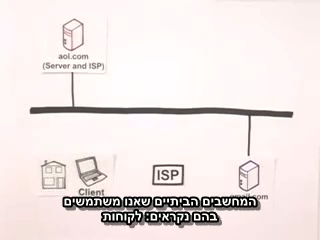 aol.com
(Server and ISP)
ISP
Client
המחשבים הביתיים שאנו משתמשים
בהם נקראים: לקוחות